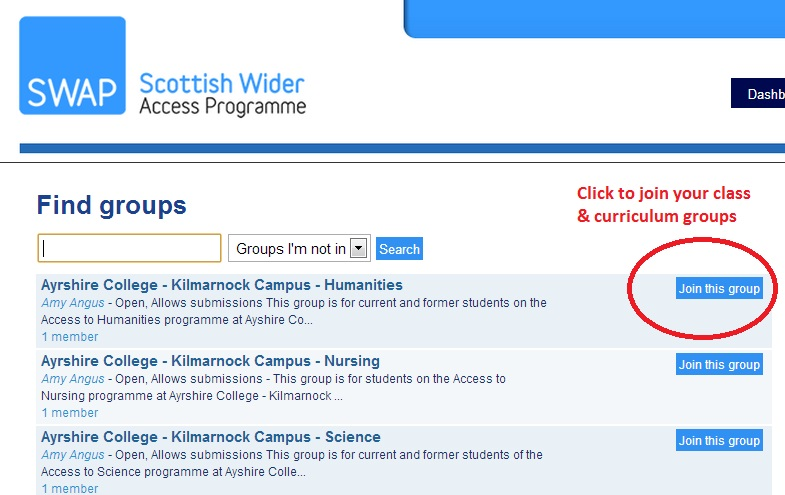 SWAP
Scottish Wider
Access Programme
Dashb
Find groups
Click to join your class
& curriculum groups
Groups I'm not in
Search
Ayrshire College - Kilmarnock Campus - Humanities
Join this group
Amy Angus - Open, Allows submissions This group is for current and former students on the
Access to Humanities programme at Ayshire Co...
1 member
Ayrshire College - Kilmarnock Campus - Nursing
Join this group
Amy Angus - Open, Allows submissions - This group is for students on the Access to
Nursing programme at Ayrshire College - Kilmarnock ...
1 member
Ayrshire College - Kilmarnock Campus - Science
Join this group
Amy Angus - Open, Allows submissions This group is for current and former students of the
Access to Science programme at Ayshire Colle...
1 member